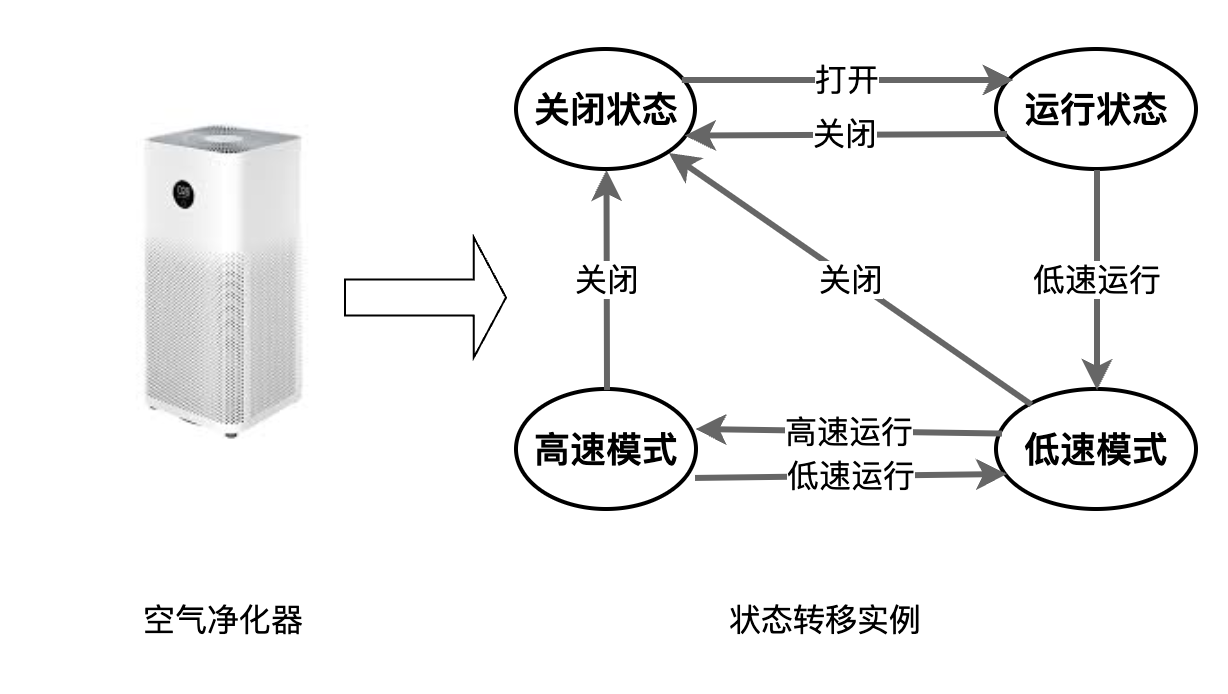 关闭状态
打开
运行状态
关闭
关闭
关闭
低速运行
高速模式
高速运行
低速运行
低速模式
空气净化器
状态转移实例